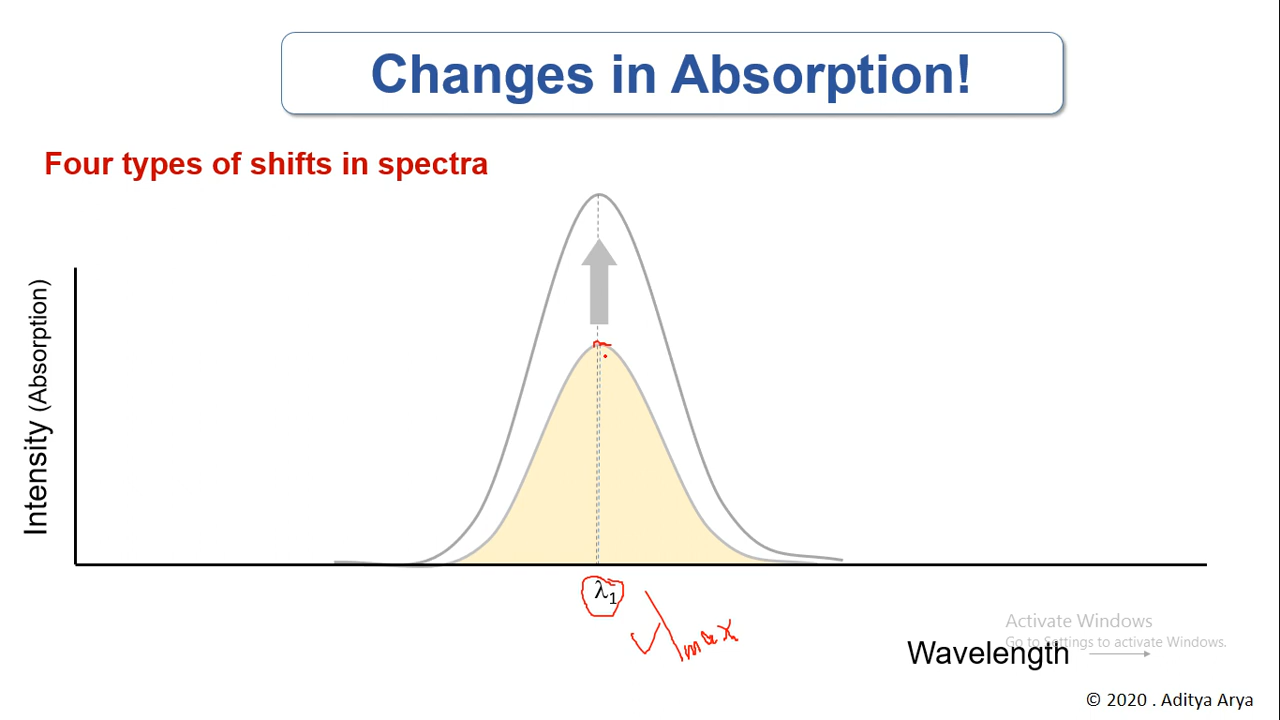 Changes in Absorption!
Four types of shifts in spectra
Intensity (Absorption)
λ1
λmax
Activate Windows
Go to Settings to activate Windows.
Wavelength
© 2020 . Aditya Arya